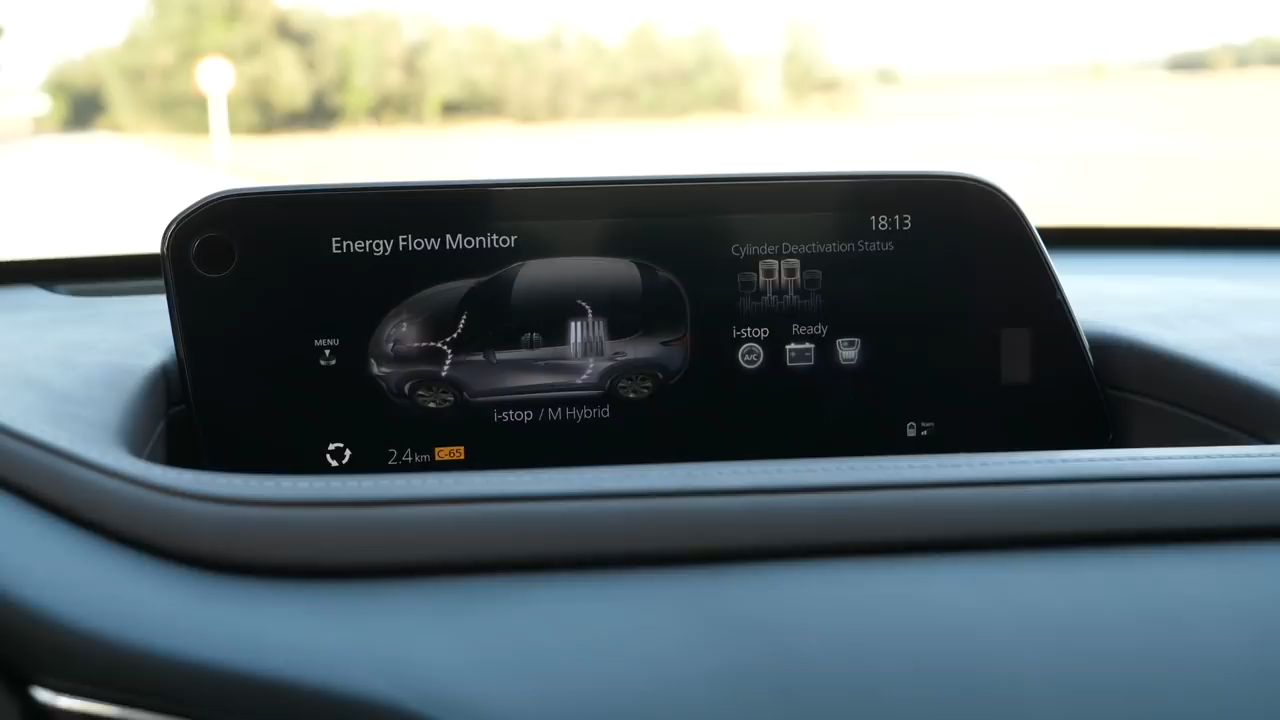 18:13
Energy Flow Monitor
Cylinder Deactivation Status
i-stop Ready
MENU
A/C
i-stop / M Hybrid
2.4 km C-65